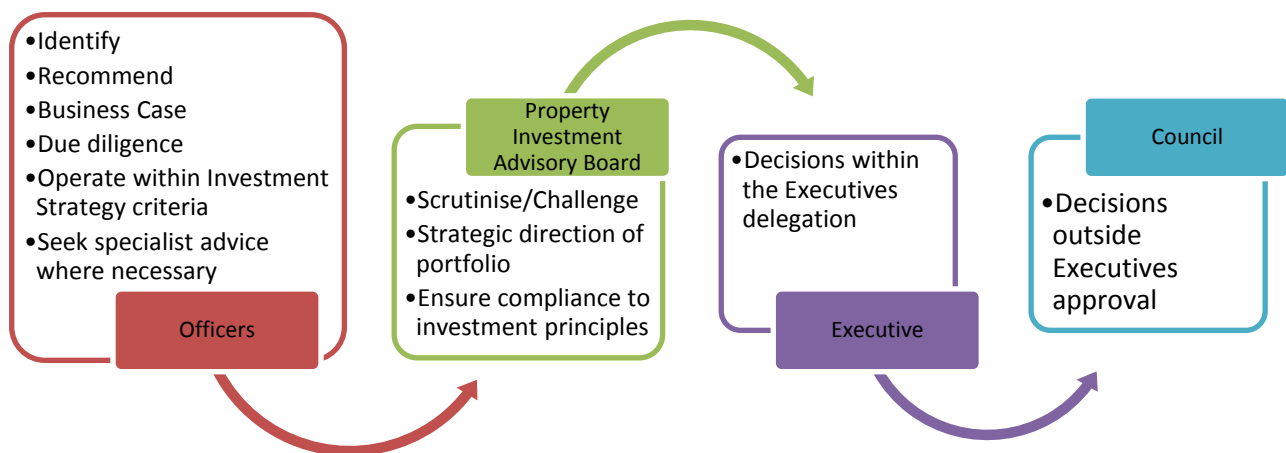 •Identify
•Recommend
•Business Case
•Due diligence
•Operate within Investment
Strategy criteria
•Seek specialist advice
where necessary
Officers
Property
Investment
Advisory Board
•Scrutinise/Challenge
•Strategic direction of
portfolio
•Ensure compliance to
investment principles
•Decisions within
the Executives
delegation
Executive
Council
•Decisions
outside
Executives
approval